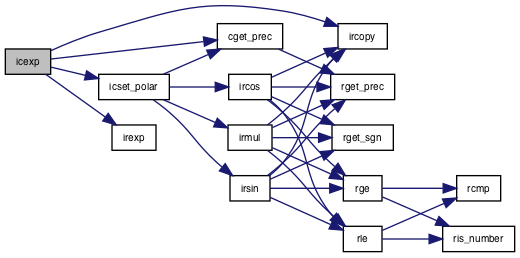 icexp
icset_polar
irexp
cget_prec
ircos
irmul
irsin
ircopy
rget_prec
rget_sgn
rge
rle
rcmp
ris_number